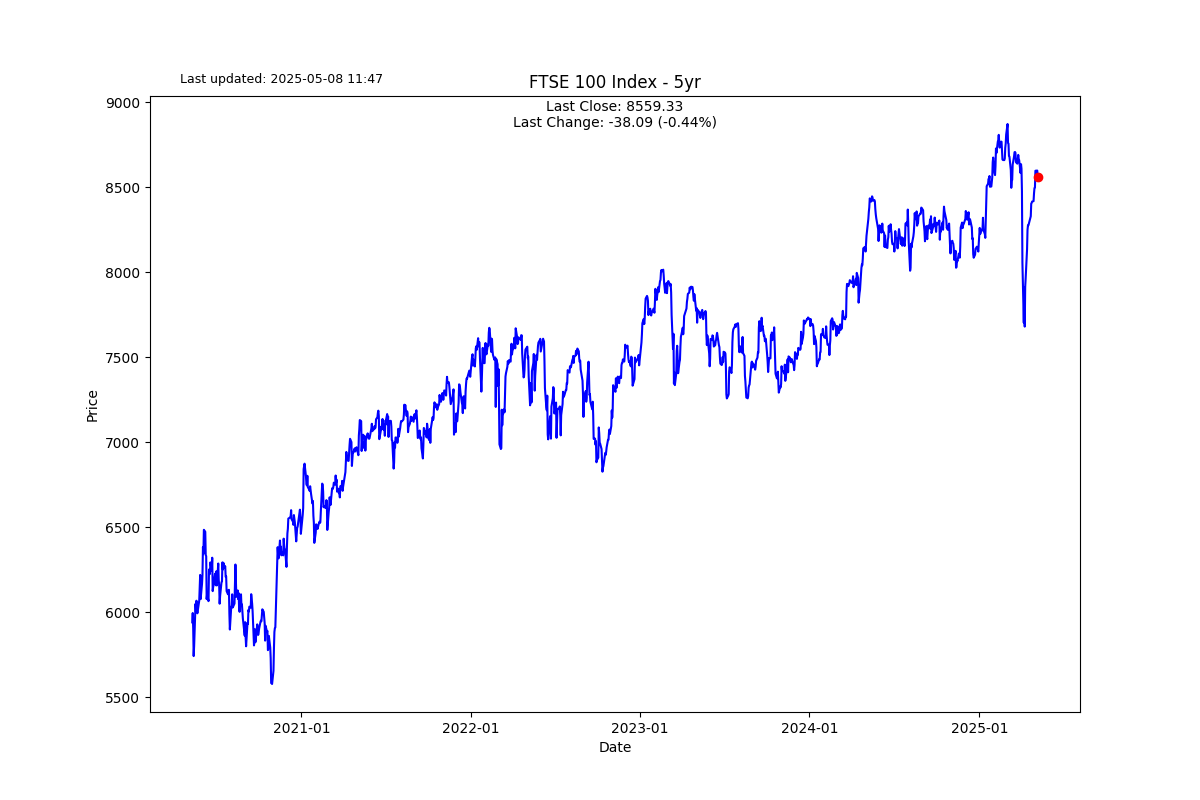 Last updated: 2025-05-08 11:47
FTSE 100 Index - 5yr
Last Close: 8559.33
Last Change: -38.09 (-0.44%)
9000
8500
8000
7500
7000
6500
6000
5500
Price
2021-01
2022-01
2023-01
2024-01
2025-01
Date